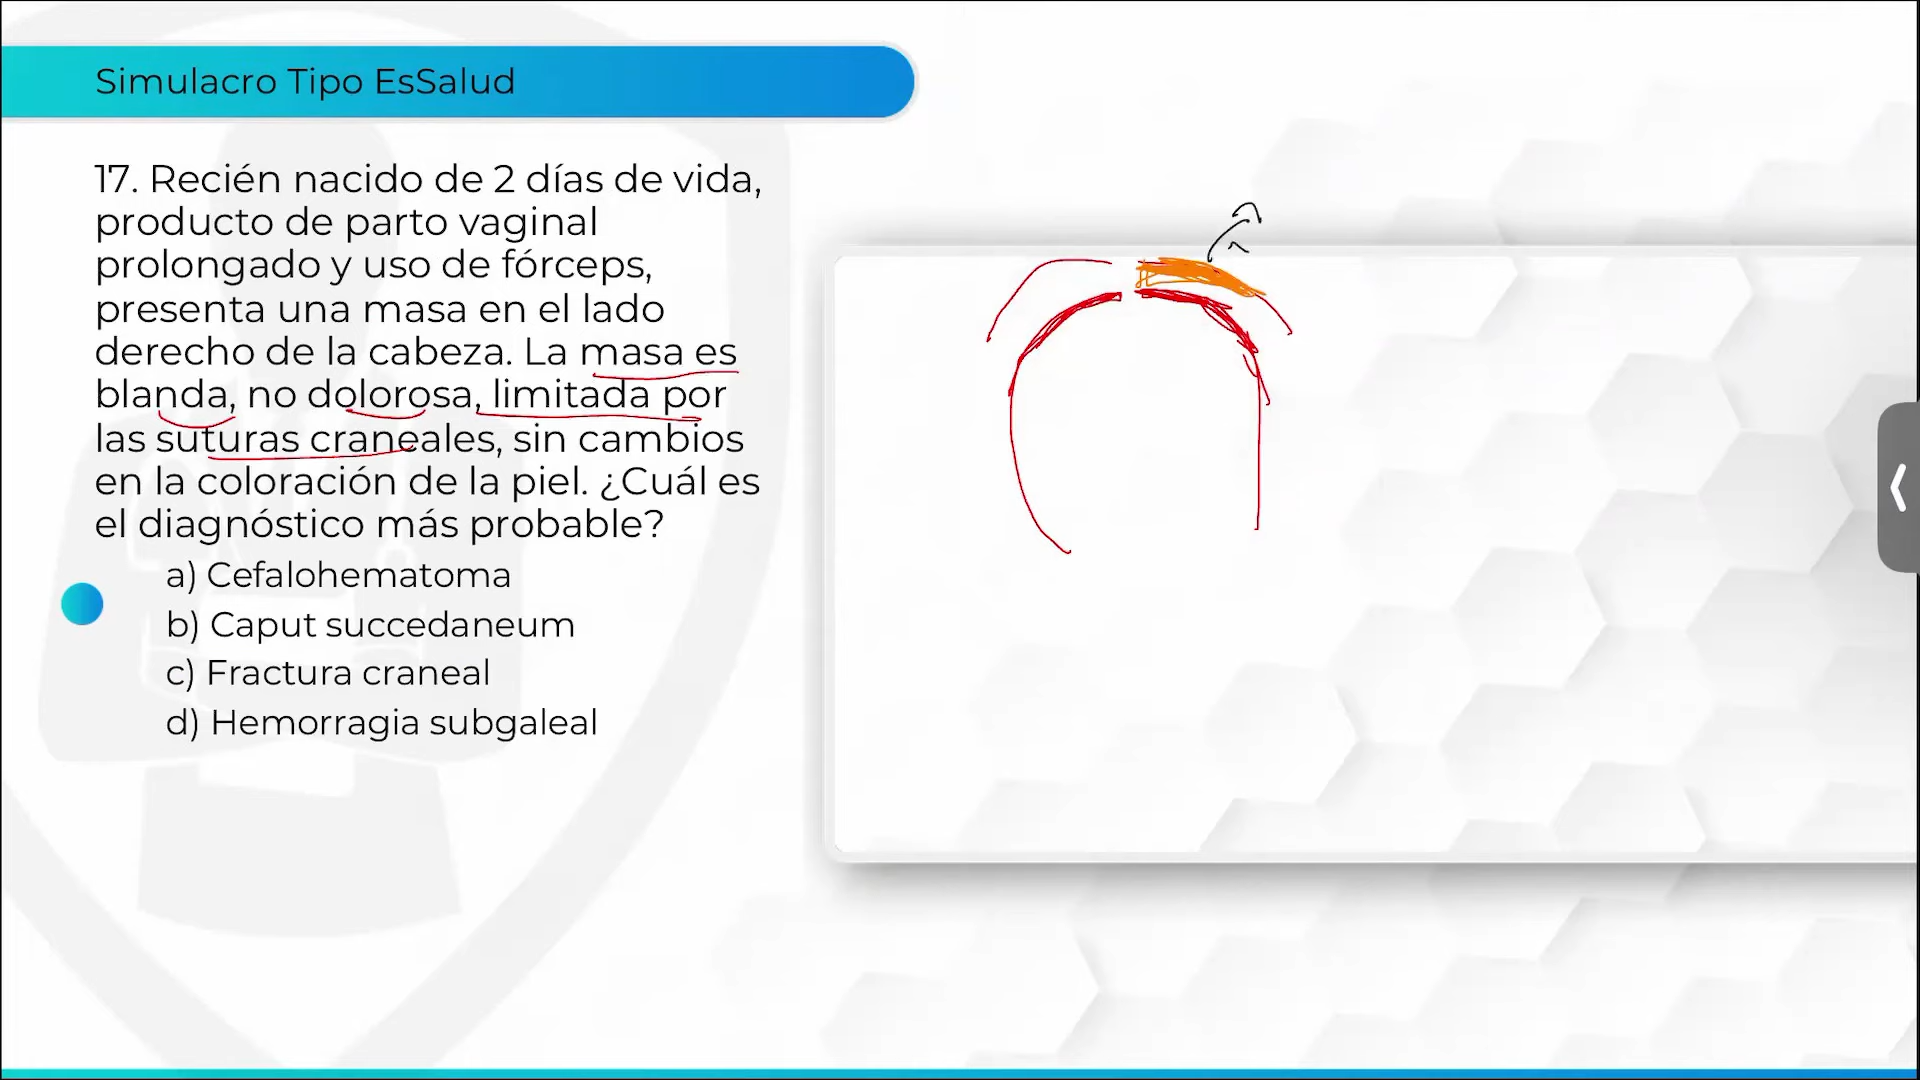 Simulacro Tipo EsSalud
17. Recién nacido de 2 días de vida,
producto de parto vaginal
prolongado y uso de fórceps,
presenta una masa en el lado
derecho de la cabeza. La masa es
blanda, no dolorosa, limitada por
las suturas craneales, sin cambios
en la coloración de la piel. ¿Cuál es
el diagnóstico más probable?
a) Cefalohematoma
b) Caput succedaneum
c) Fractura craneal
d) Hemorragia subgaleal